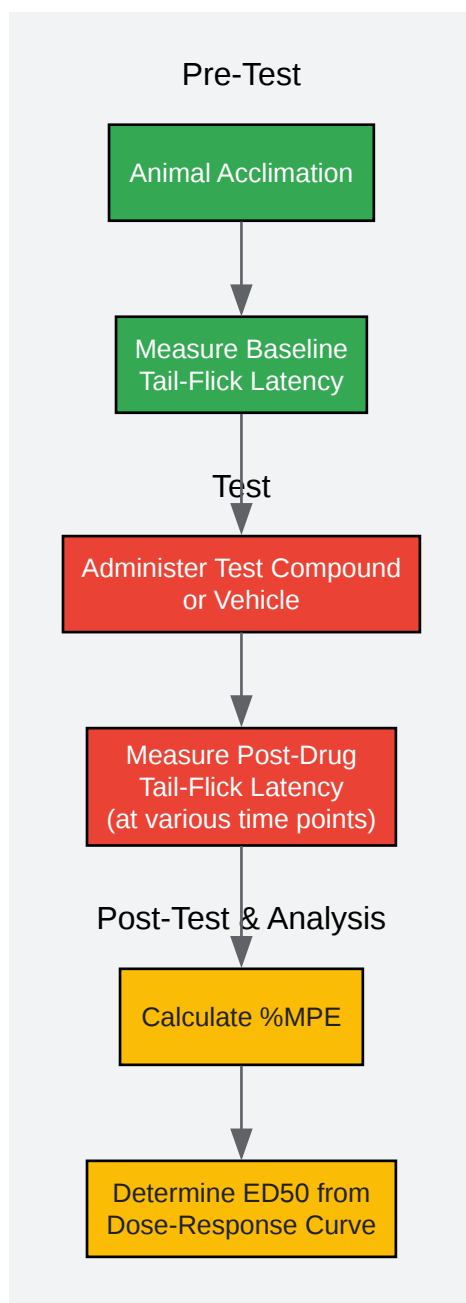 Pre-Test
Animal Acclimation
Measure Baseline
Tail-Flick Latency
Test
Administer Test Compound
or Vehicle
Measure Post-Drug
Tail-Flick Latency
(at various time points)
Post-Test & Analysis
Calculate %MPE
Determine ED50 from
Dose-Response Curve